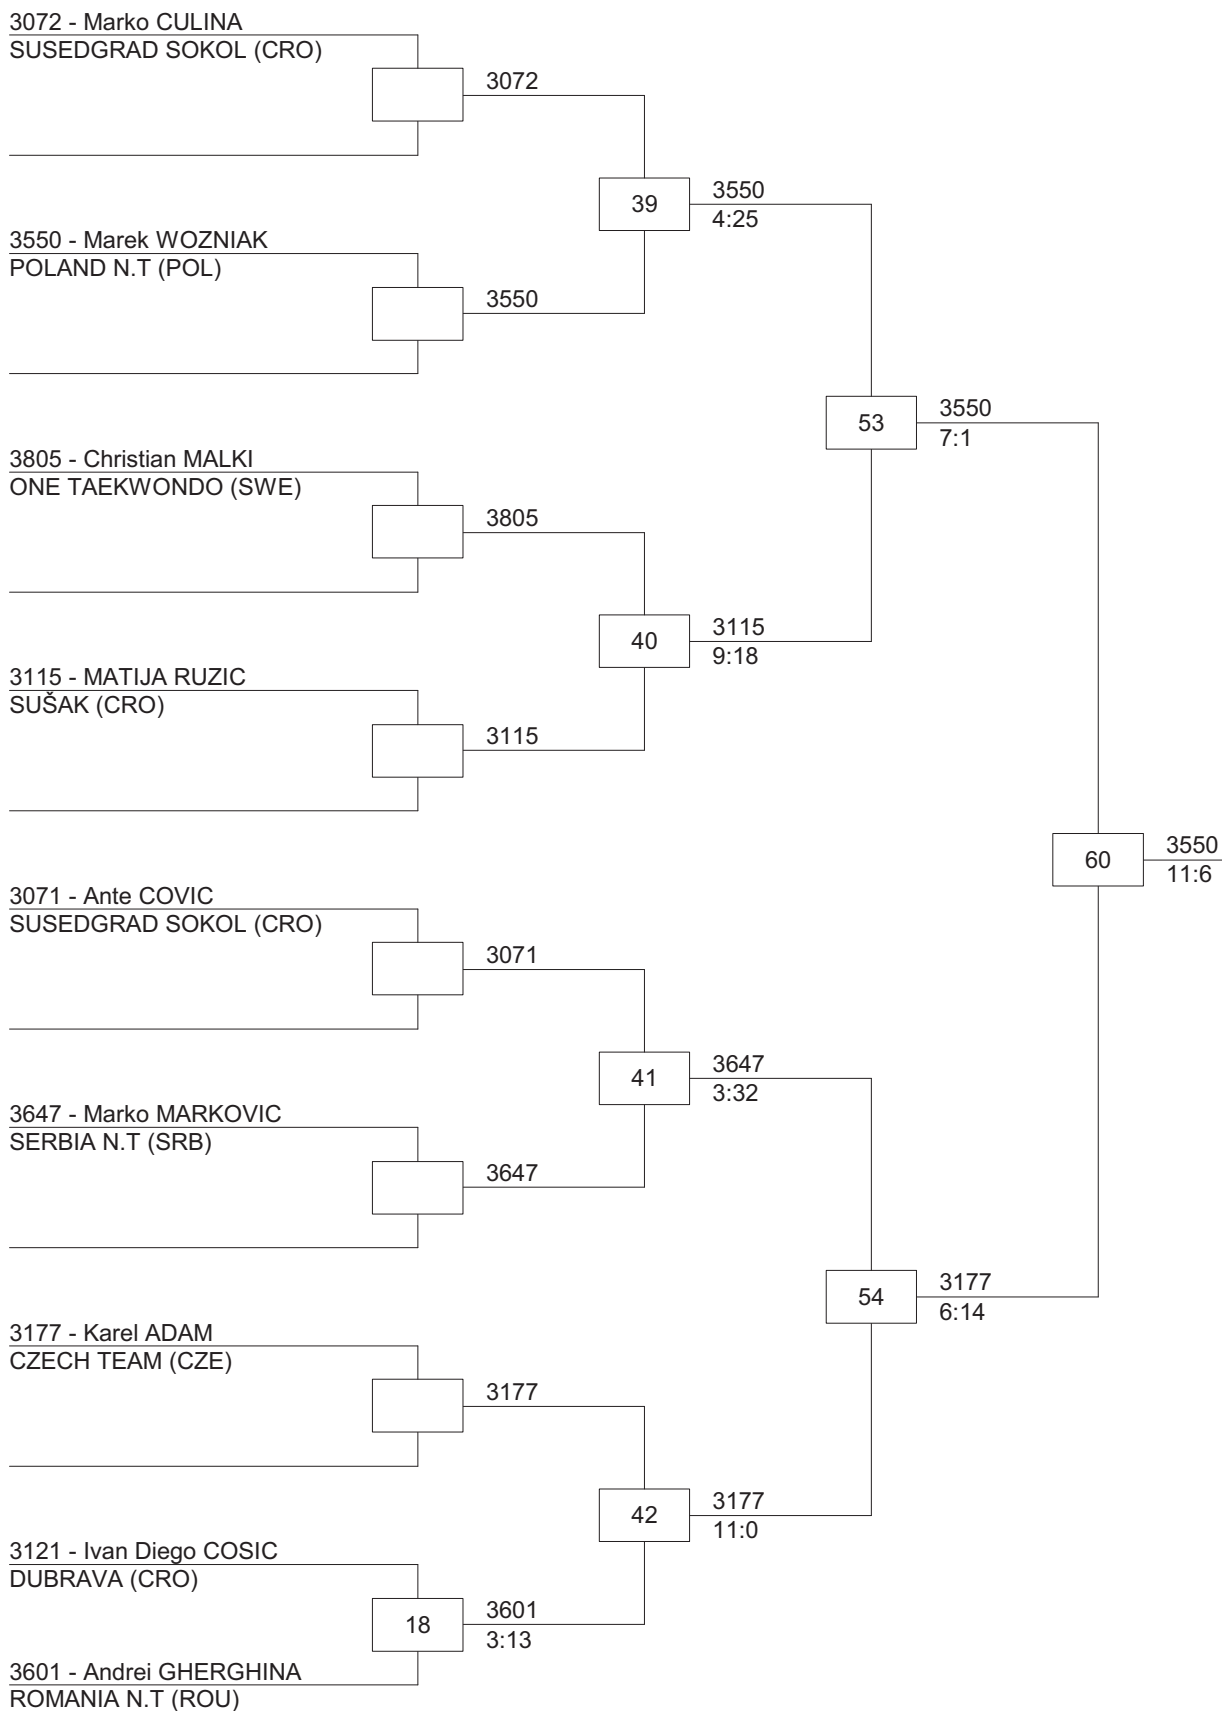 3072 - Marko CULINA
SUSEDGRAD SOKOL (CRO)
3072
39
3550
4:25
3550 - Marek WOZNIAK
POLAND N.T (POL)
3550
53
3550
7:1
3805 - Christian MALKI
ONE TAEKWONDO (SWE)
3805
40
3115
9:18
3115 - MATIJA RUZIC
SUŠAK (CRO)
3115
60
3550
11:6
3071 - Ante COVIC
SUSEDGRAD SOKOL (CRO)
3071
41
3647
3:32
3647 - Marko MARKOVIC
SERBIA N.T (SRB)
3647
54
3177
6:14
3177 - Karel ADAM
CZECH TEAM (CZE)
3177
42
3177
11:0
3121 - Ivan Diego COSIC
DUBRAVA (CRO)
18
3601
3:13
3601 - Andrei GHERGHINA
ROMANIA N.T (ROU)